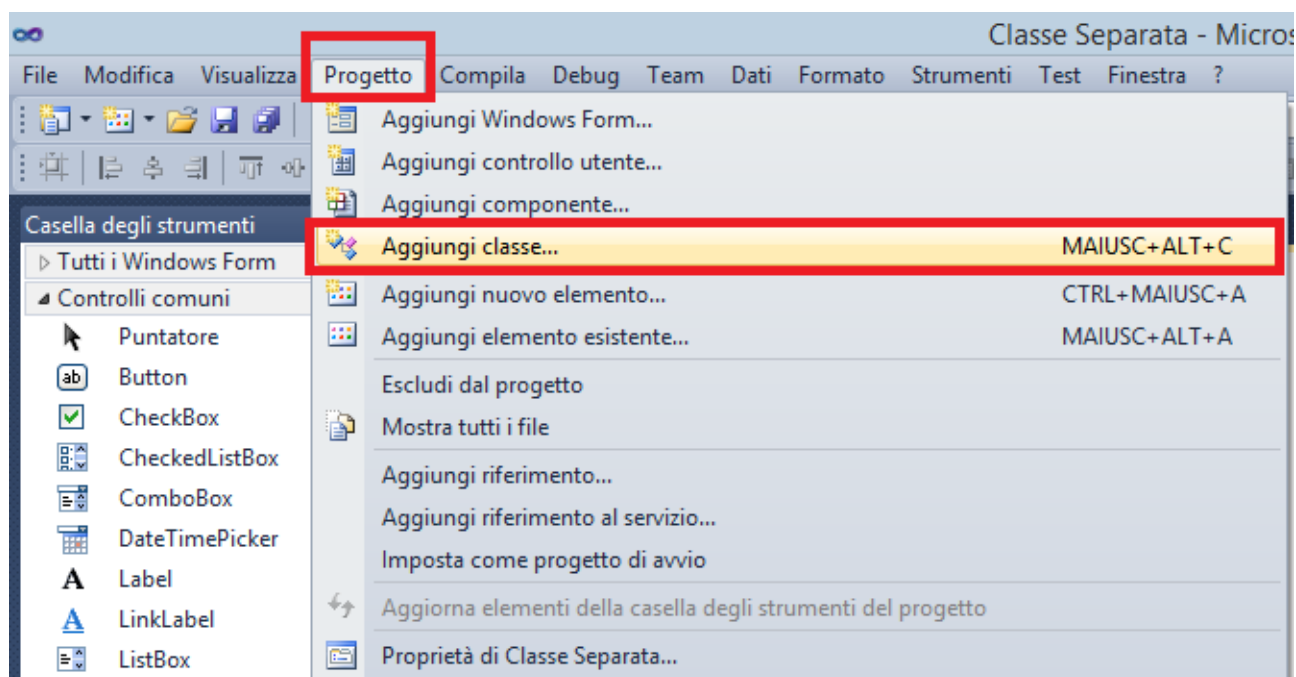 Classe Separata - Micros
File Modifica Visualizza Progetto Compila Debug Team Dati Formato Strumenti Test Finestra ?
Aggiungi Windows Form...
Aggiungi controllo utente...
Aggiungi componente...
Casella degli strumenti
Aggiungi classe... MAIUSC+ALT+C
Tutti i Windows Form
Aggiungi nuovo elemento... CTRL+MAIUSC+A
Controlli comuni
Aggiungi elemento esistente... MAIUSC+ALT+A
Puntatore
ab Button
Escludi dal progetto
CheckBox
Mostra tutti i file
CheckedListBox
Aggiungi riferimento...
ComboBox
Aggiungi riferimento al servizio...
DateTimePicker
Imposta come progetto di avvio
A Label
Aggiorna elementi della casella degli strumenti del progetto
A LinkLabel
ListBox
Proprietà di Classe Separata...